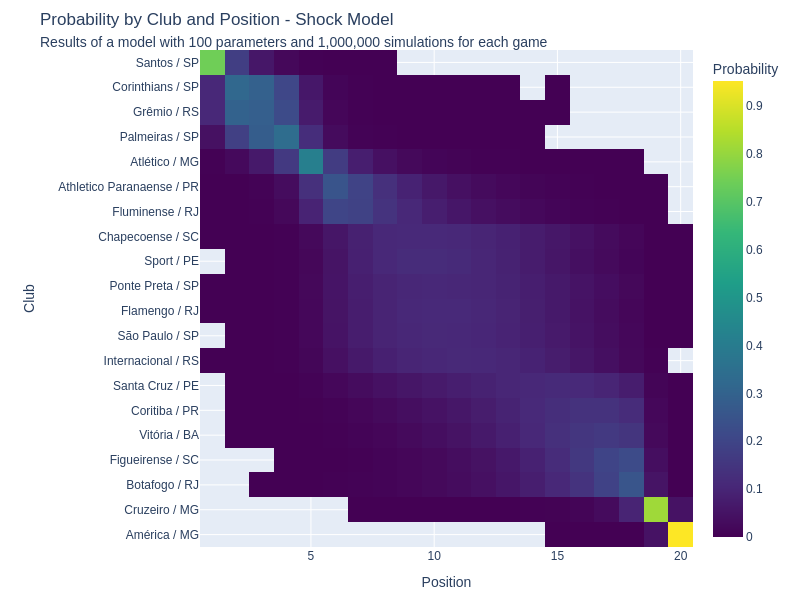 Probability by Club and Position - Shock Model
Results of a model with 100 parameters and 1,000,000 simulations for each game
Probability
Club
Santos / SP
Corinthians / SP
Grêmio / RS
Palmeiras / SP
Atlético / MG
Athletico Paranaense / PR
Fluminense / RJ
Chapecoense / SC
Sport / PE
Ponte Preta / SP
Flamengo / RJ
São Paulo / SP
Internacional / RS
Santa Cruz / PE
Coritiba / PR
Vitória / BA
Figueirense / SC
Botafogo / RJ
Cruzeiro / MG
América / MG
0.9
0.8
0.7
0.6
0.5
0.4
0.3
0.2
0.1
0
5 10 15 20
Position